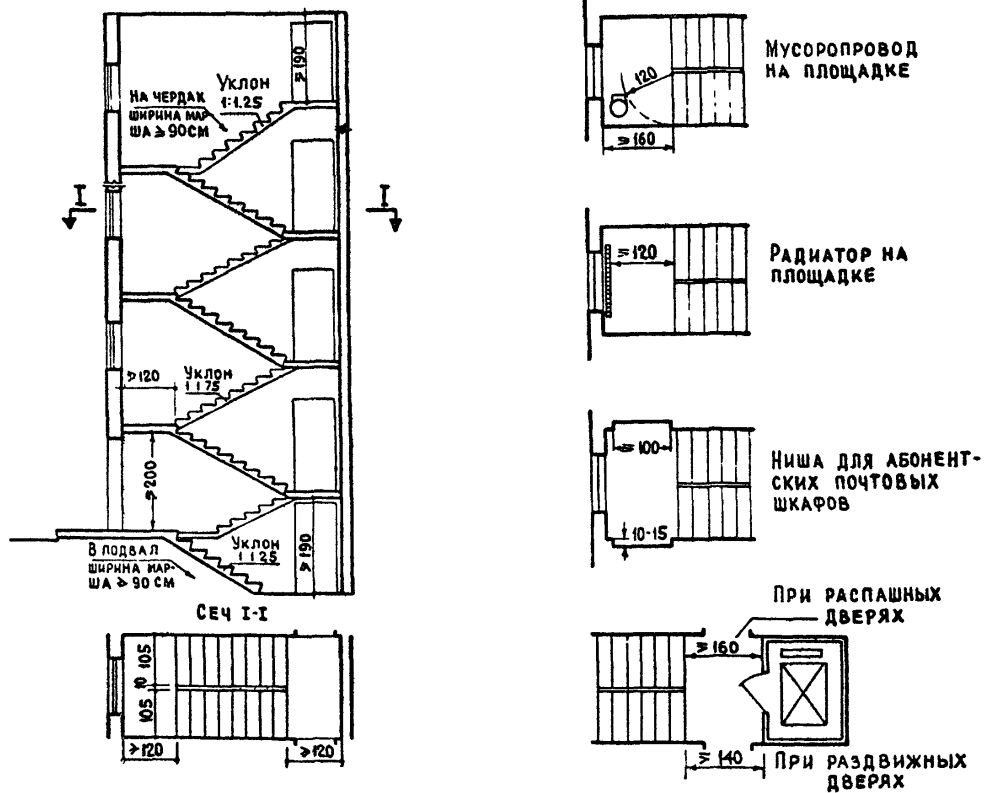 ≥190
Уклон
1:1.25
На чердак
ширина мар-
ша ≥ 90 см
I
I
≥120
Уклон
1:1.75
≥200
В подвал
ширина мар-
ша ≥ 90 см
Уклон
1:1.25
≥190
Сеч I-I
105
10
105
≥120
≥120
120
≥160
Мусоропровод
на площадке
≥120
Радиатор на
площадке
≥100
10-15
Ниша для абонент-
ских почтовых
шкафов
При распашных
дверях
≥160
≥140
При раздвижных
дверях